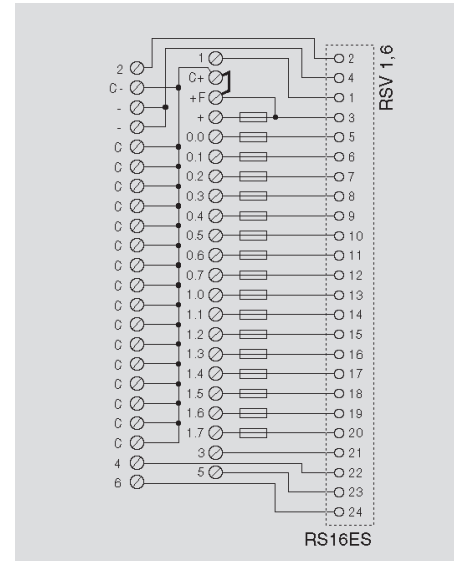 RSV 1,6
1 2
2
C+ 4
C-
+F 1
-
+ 3
-
0.0 5
C
0.1 6
C
0.2 7
C
0.3 8
C
0.4 9
C
0.5 10
C
0.6 11
C
0.7 12
C
1.0 13
C
1.1 14
C
1.2 15
C
1.3 16
C
1.4 17
C
1.5 18
C
1.6 19
C
1.7 20
C
3 21
4
5 22
6
23
24
RS16ES